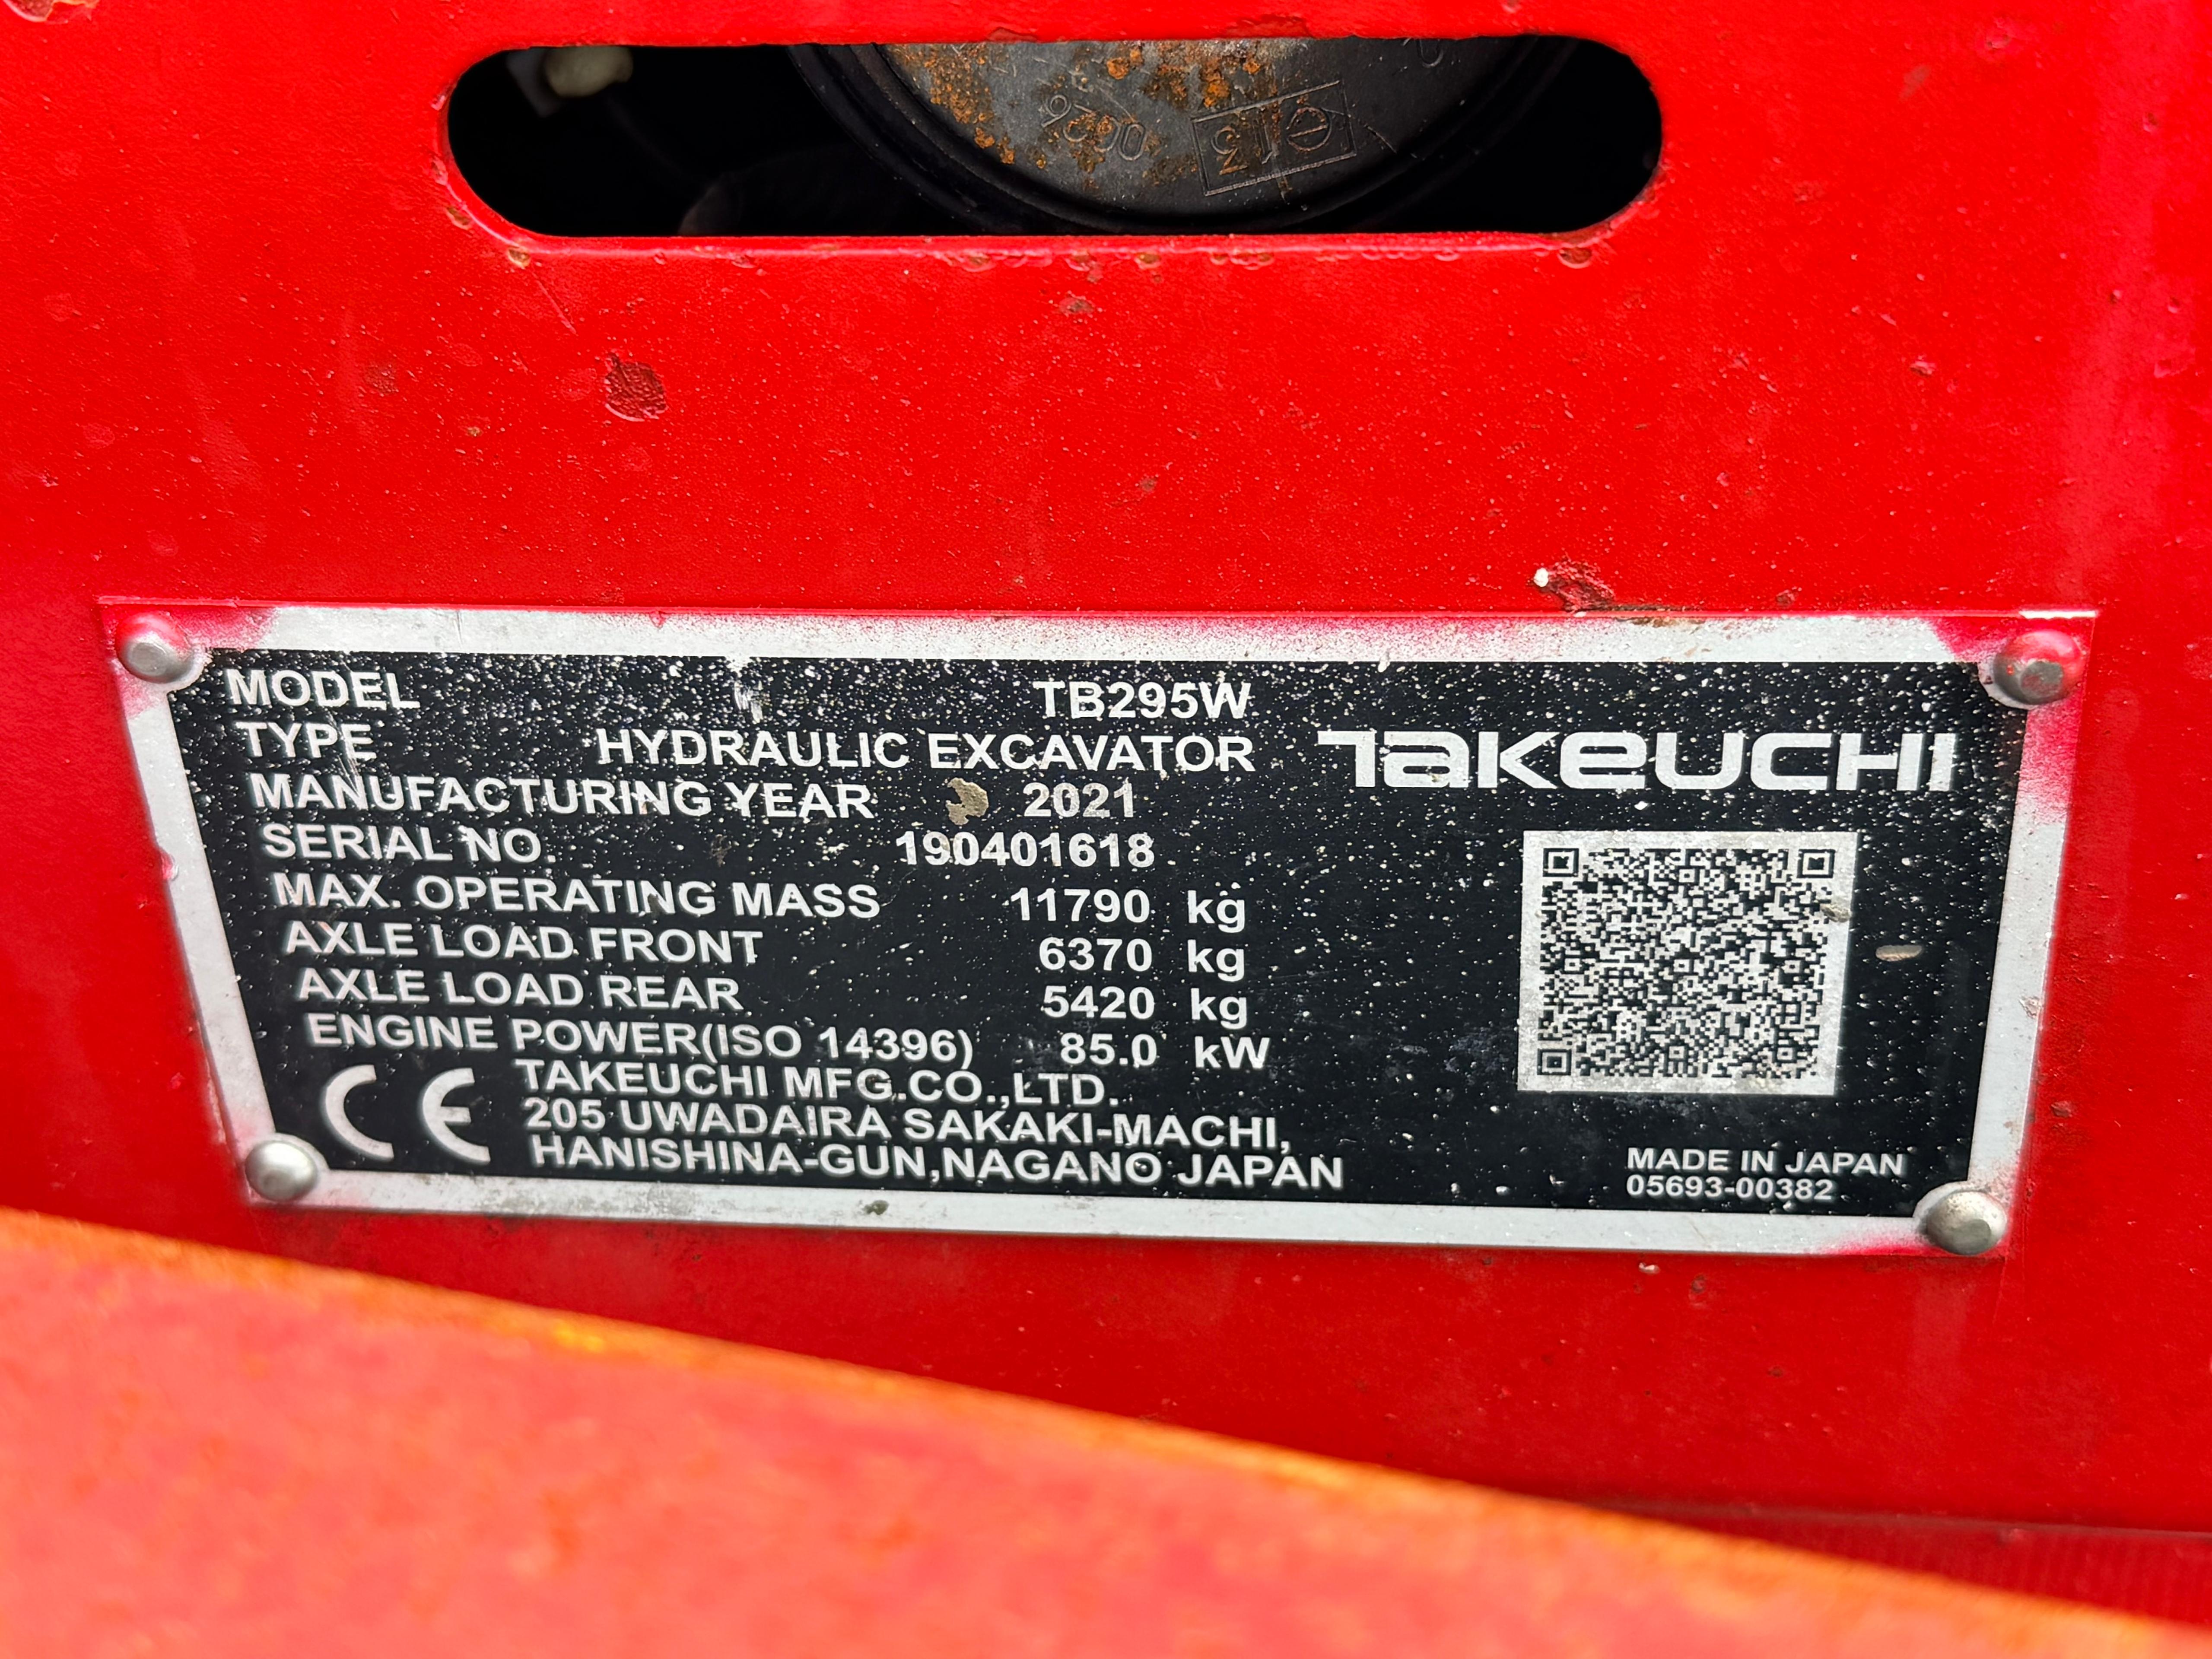 0026 e13
MODEL TB295W
TYPE HYDRAULIC EXCAVATOR
MANUFACTURING YEAR 2021
SERIAL NO. 190401618
MAX. OPERATING MASS 11790 kg
AXLE LOAD FRONT 6370 kg
AXLE LOAD REAR 5420 kg
ENGINE POWER(ISO 14396) 85.0 kW
CE
TAKEUCHI MFG.CO.,LTD.
205 UWADAIRA SAKAKI-MACHI,
HANISHINA-GUN,NAGANO JAPAN
TAKEUCHI
MADE IN JAPAN
05693-00382